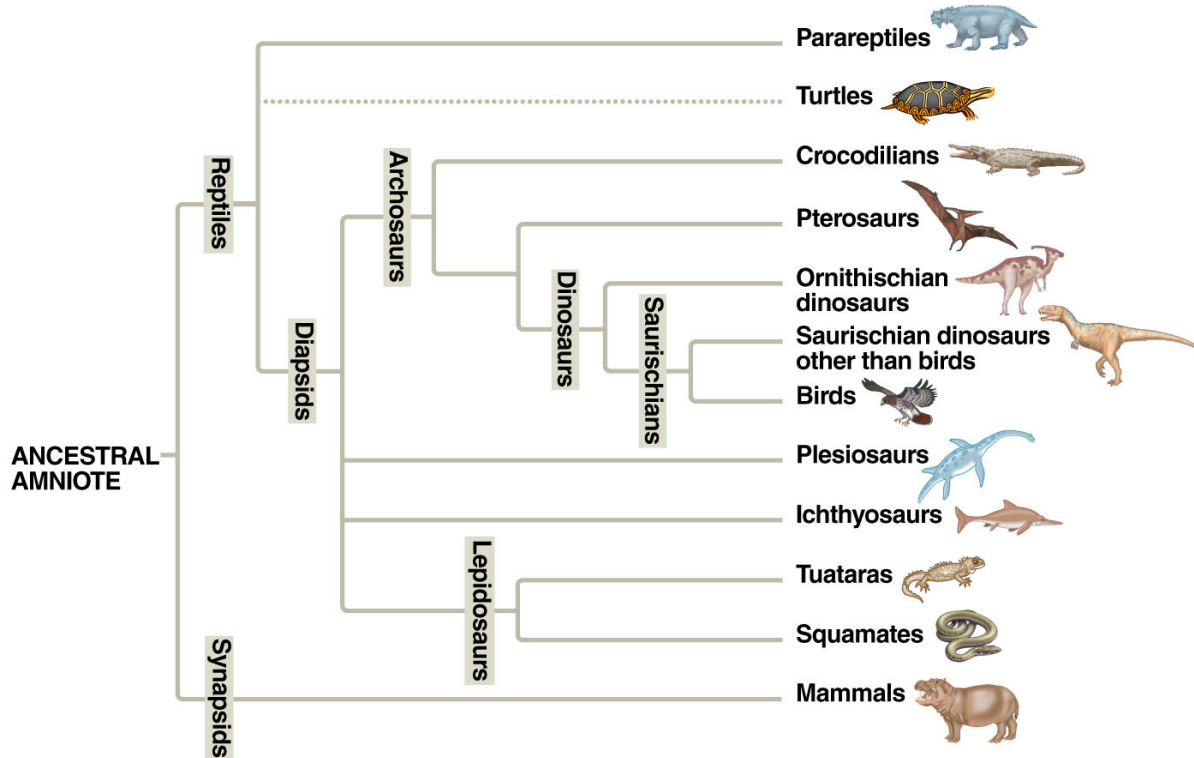 Parareptiles
Turtles
Crocodilians
Pterosaurs
Ornithischian
dinosaurs
Saurischian dinosaurs
other than birds
Birds
Plesiosaurs
Ichthyosaurs
Tuataras
Squamates
Mammals
Reptiles
Archosaurs
Dinosaurs
Saurischians
Diapsids
Lepidosaurs
Synapsids
ANCESTRAL
AMNIOTE